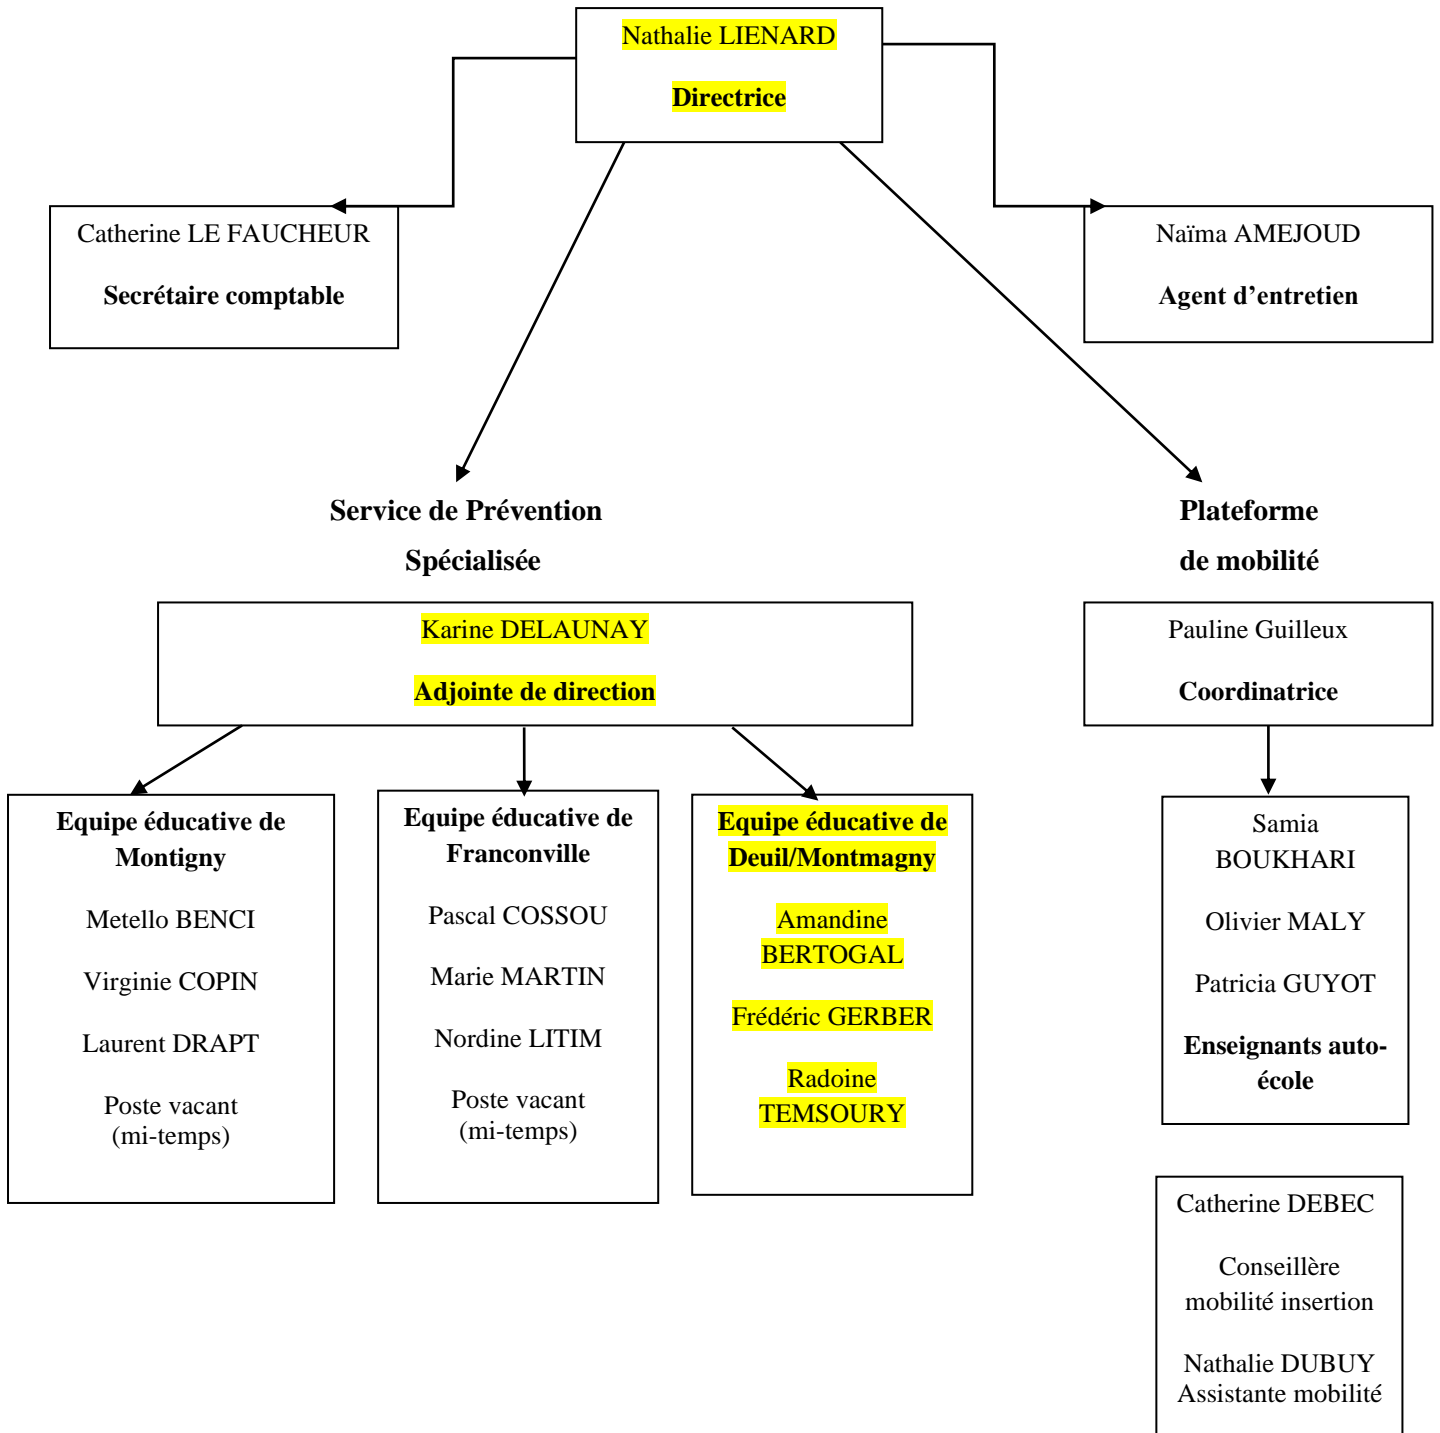 Nathalie LIENARD
Directrice
Catherine LE FAUCHEUR
Secrétaire comptable
Naïma AMEJOUD
Agent d’entretien
Service de Prévention
Spécialisée
Plateforme
de mobilité
Karine DELAUNAY
Adjointe de direction
Pauline Guilleux
Coordinatrice
Equipe éducative de
Montigny
Metello BENCI
Virginie COPIN
Laurent DRAPT
Poste vacant
(mi-temps)
Equipe éducative de
Franconville
Pascal COSSOU
Marie MARTIN
Nordine LITIM
Poste vacant
(mi-temps)
Equipe éducative de
Deuil/Montmagny
Amandine
BERTOGAL
Frédéric GERBER
Radoine
TEMSOURY
Samia
BOUKHARI
Olivier MALY
Patricia GUYOT
Enseignants auto-
école
Catherine DEBEC
Conseillère
mobilité insertion
Nathalie DUBUY
Assistante mobilité